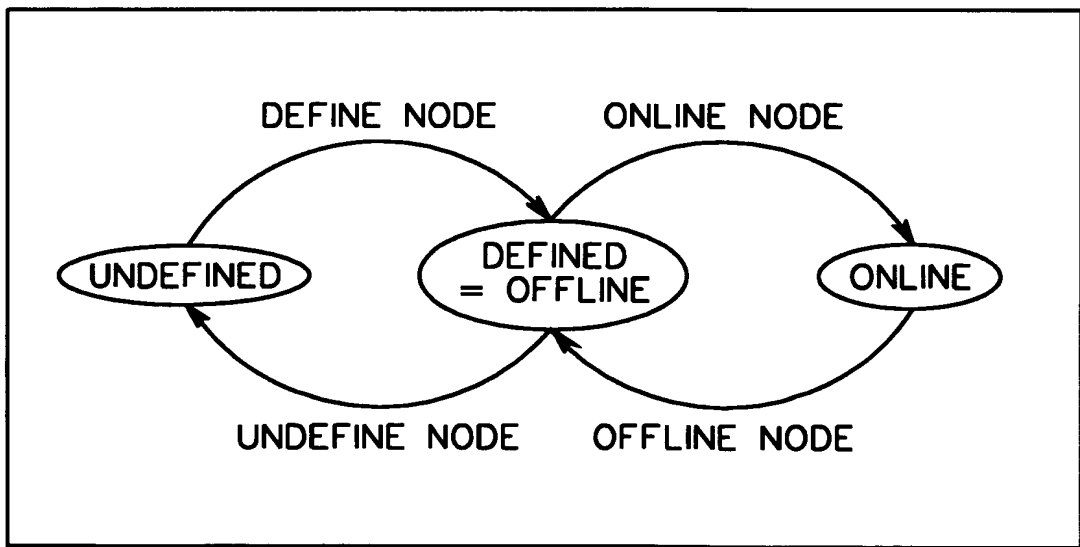 DEFINE NODE
ONLINE NODE
UNDEFINED
DEFINED
= OFFLINE
ONLINE
UNDEFINE NODE
OFFLINE NODE